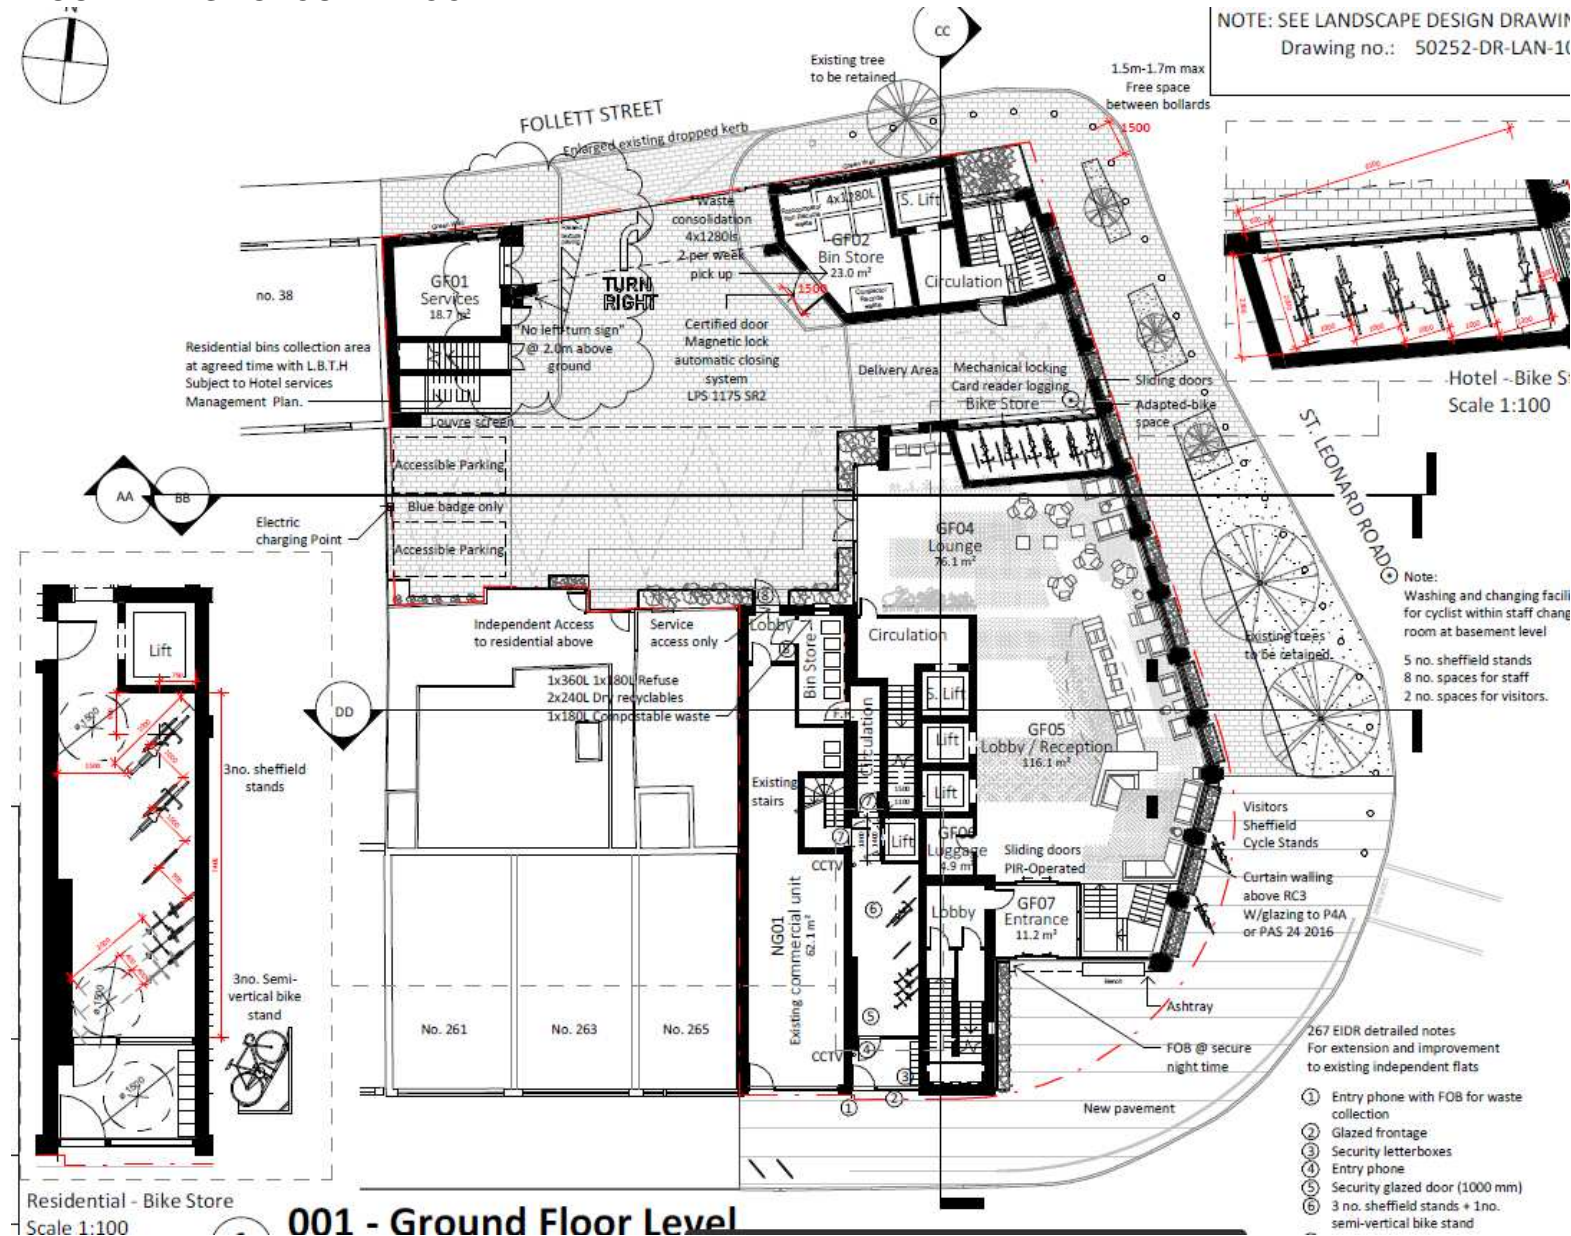 N
CC
NOTE: SEE LANDSCAPE DESIGN DRAWIN
Drawing no.: 50252-DR-LAN-10
Existing tree
to be retained
1.5m-1.7m max
Free space
between bollards
1500
FOLLETT STREET
Enlarged existing dropped kerb
no. 38
GF01
Services
18.7 m²
"Waste
consolidation
4x1280ls
2 per week
pick up
TURN
RIGHT
"No left turn sign"
@ 2.0m above
ground
4x1280L
S. Lift
GF02
Bin Store
23.0 m²
1500
Circulation
Residential bins collection area
at agreed time with L.B.T.H
Subject to Hotel services
Management Plan.
Certified door
Magnetic lock
automatic closing
system
LPS 1175 SR2
Delivery Area
Mechanical locking
Card reader logging
Bike Store
Sliding doors
Adapted-bike
space
Hotel - Bike St
Scale 1:100
ST. LEONARD ROAD
Louvre screen
Accessible Parking
Blue badge only
Accessible Parking
AA
BB
Electric
charging Point
GF04
Lounge
76.1 m²
Note:
Washing and changing facili
for cyclist within staff chang
room at basement level
5 no. sheffield stands
8 no. spaces for staff
2 no. spaces for visitors.
Existing trees
to be retained
Independent Access
to residential above
Service
access only
8
Lobby
8
Bin Store
Circulation
1x360L 1x180L Refuse
2x240L Dry recyclables
1x180L Compostable waste
DD
S. Lift
Lift
Lift
Lift
Circulation
GF05
Lobby / Reception
116.1 m²
Existing
stairs
7
7
CCTV
GF06
Luggage
4.9 m²
Sliding doors
PIR-Operated
Visitors
Sheffield
Cycle Stands
Curtain walling
above RC3
W/glazing to P4A
or PAS 24 2016
6
Lobby
GF07
Entrance
11.2 m²
NG01
Existing Commercial unit
62.1 m²
Bench
Ashtray
FOB @ secure
night time
5
CCTV
4
3
2
1
No. 261
No. 263
No. 265
New pavement
Lift
3no. sheffield
stands
3no. Semi-
vertical bike
stand
Residential - Bike Store
Scale 1:100
267 EIDR detrailed notes
For extension and improvement
to existing independent flats
1 Entry phone with FOB for waste
collection
2 Glazed frontage
3 Security letterboxes
4 Entry phone
5 Security glazed door (1000 mm)
6 3 no. sheffield stands + 1no.
semi-vertical bike stand
001 - Ground Floor Level